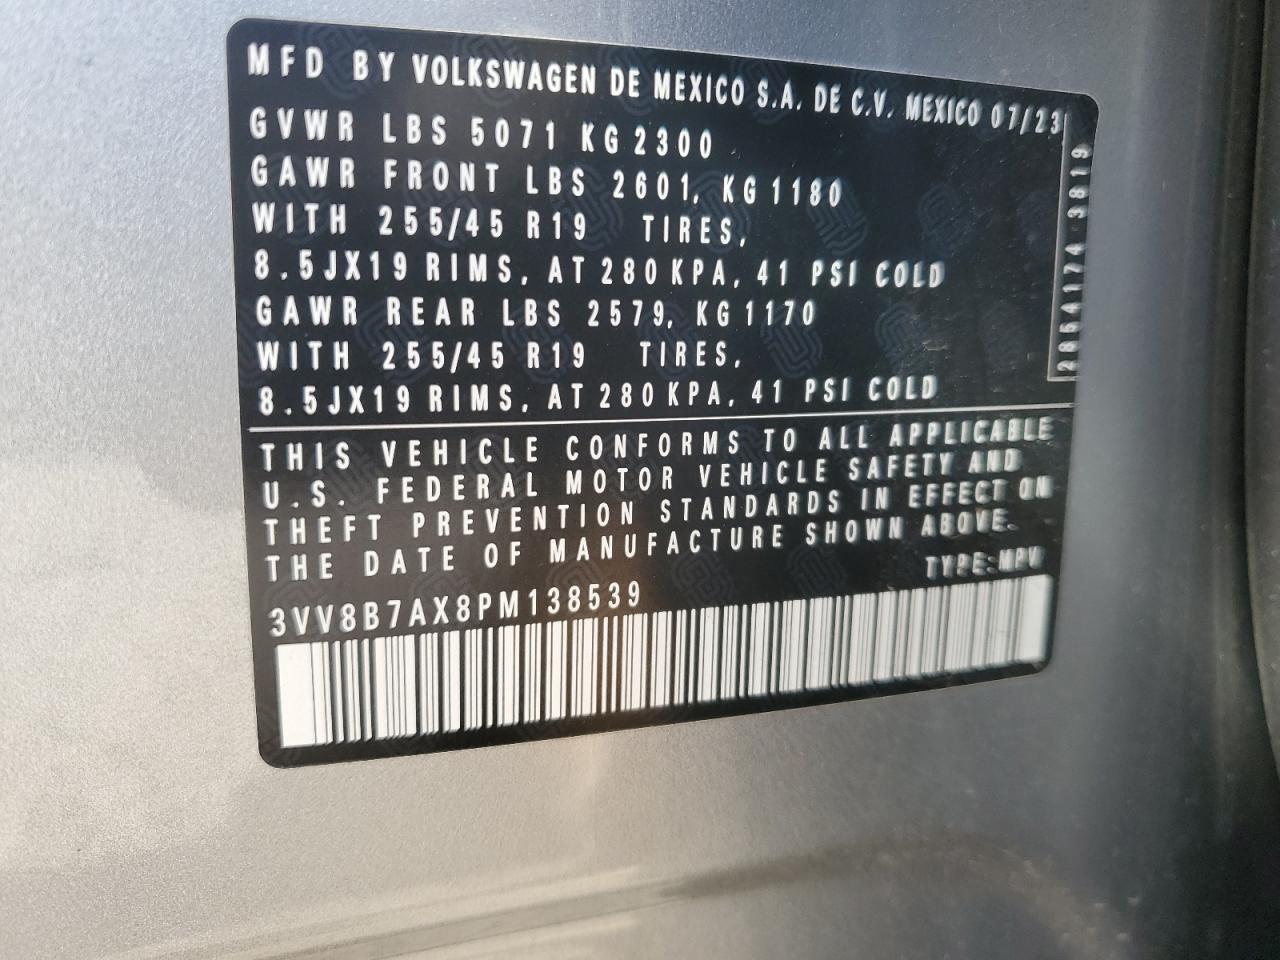 MFD BY VOLKSWAGEN DE MEXICO S.A. DE C.V. MEXICO 07/23
GVWR LBS 5071 KG 2300
GAWR FRONT LBS 2601, KG 1180
WITH 255/45 R19 TIRES,
8.5JX19 RIMS, AT 280 KPA, 41 PSI COLD
GAWR REAR LBS 2579, KG 1170
WITH 255/45 R19 TIRES,
8.5JX19 RIMS, AT 280 KPA, 41 PSI COLD
2864174 3819
THIS VEHICLE CONFORMS TO ALL APPLICABLE
U.S. FEDERAL MOTOR VEHICLE SAFETY AND
THEFT PREVENTION STANDARDS IN EFFECT ON
THE DATE OF MANUFACTURE SHOWN ABOVE.
TYPE:MPV
3VV8B7AX8PM138539